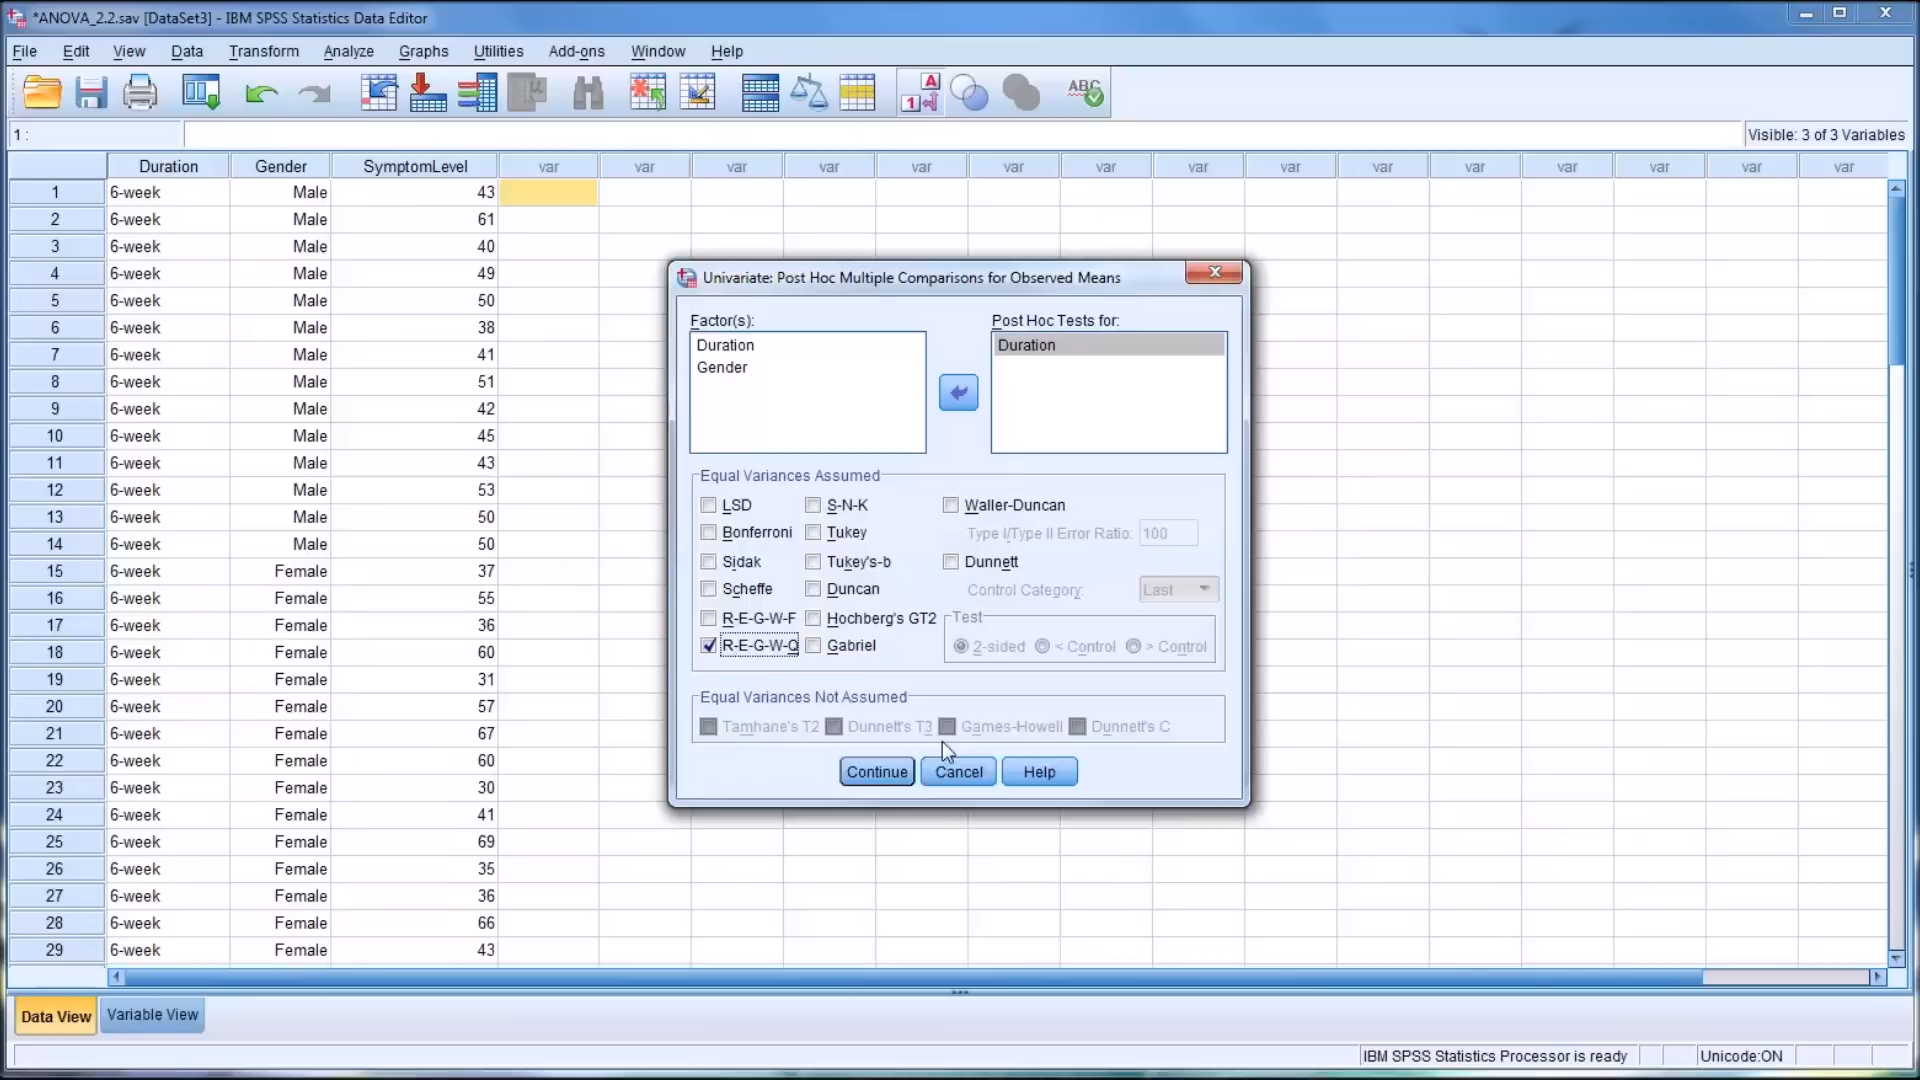 *ANOVA_2.2.sav [DataSet3] - IBM SPSS Statistics Data Editor
File Edit View Data Transform Analyze Graphs Utilities Add-ons Window Help
1 :
Visible: 3 of 3 Variables
Duration Gender SymptomLevel var var var var var var var var var var var var var var var
1 6-week Male 43
2 6-week Male 61
3 6-week Male 40
4 6-week Male 49
5 6-week Male 50
6 6-week Male 38
7 6-week Male 41
8 6-week Male 51
9 6-week Male 42
10 6-week Male 45
11 6-week Male 43
12 6-week Male 53
13 6-week Male 50
14 6-week Male 50
15 6-week Female 37
16 6-week Female 55
17 6-week Female 36
18 6-week Female 60
19 6-week Female 31
20 6-week Female 57
21 6-week Female 67
22 6-week Female 60
23 6-week Female 30
24 6-week Female 41
25 6-week Female 69
26 6-week Female 35
27 6-week Female 36
28 6-week Female 66
29 6-week Female 43
Univariate: Post Hoc Multiple Comparisons for Observed Means
Factor(s): Post Hoc Tests for:
Duration Duration
Gender
Equal Variances Assumed
LSD S-N-K Waller-Duncan
Bonferroni Tukey Type I/Type II Error Ratio: 100
Sidak Tukey's-b Dunnett
Scheffe Duncan Control Category: Last
R-E-G-W-F Hochberg's GT2 Test
R-E-G-W-Q Gabriel 2-sided < Control > Control
Equal Variances Not Assumed
Tamhane's T2 Dunnett's T3 Games-Howell Dunnett's C
Continue Cancel Help
Data View Variable View
IBM SPSS Statistics Processor is ready Unicode:ON